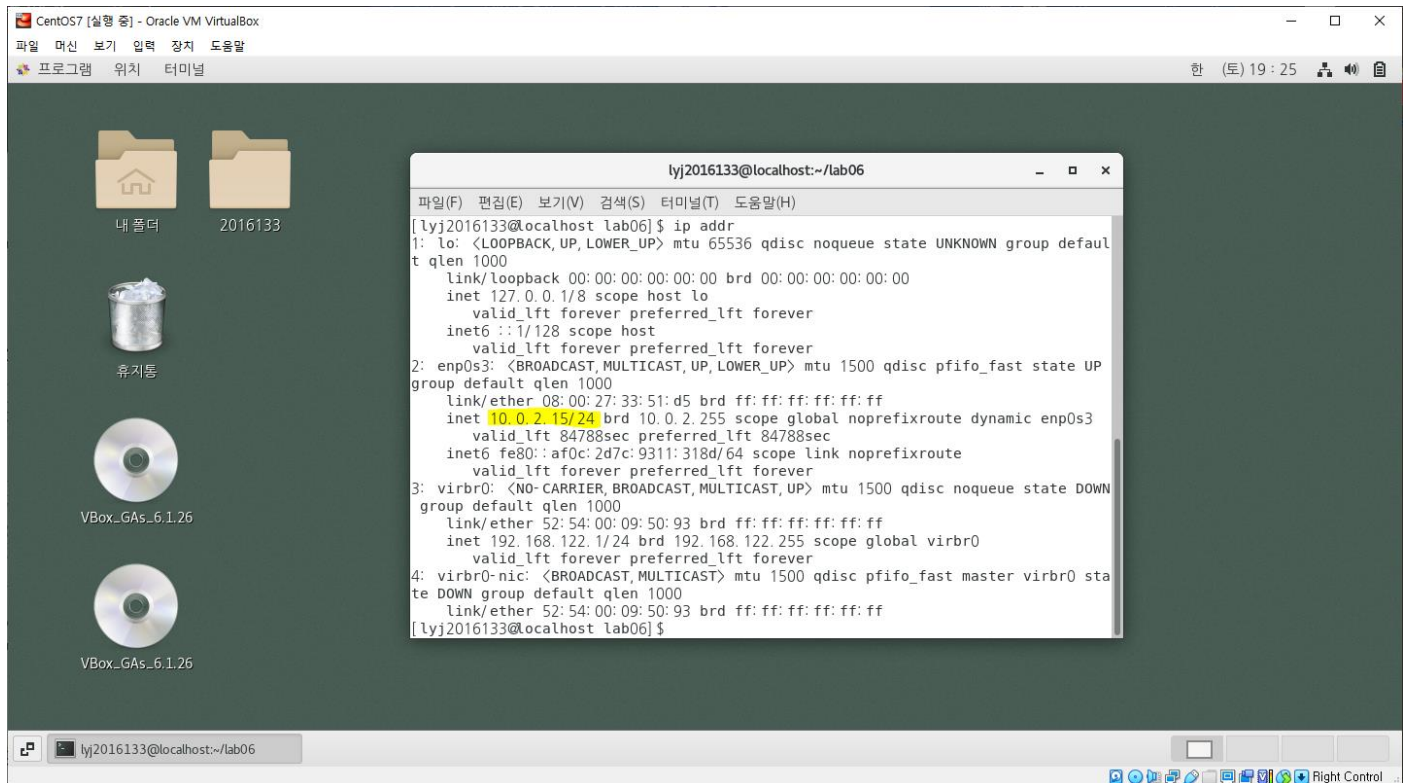 CentOS7 [실행 중] - Oracle VM VirtualBox
파일 머신 보기 입력 장치 도움말
프로그램 위치 터미널 한 (토) 19 : 25
내 폴더 2016133
휴지통
VBox_GAs_6.1.26
VBox_GAs_6.1.26
lyj2016133@localhost:~/lab06
파일(F) 편집(E) 보기(V) 검색(S) 터미널(T) 도움말(H)
[lyj2016133@localhost lab06]$ ip addr
1: lo: <LOOPBACK,UP,LOWER_UP> mtu 65536 qdisc noqueue state UNKNOWN group defaul
t qlen 1000
    link/loopback 00:00:00:00:00:00 brd 00:00:00:00:00:00
    inet 127.0.0.1/8 scope host lo
       valid_lft forever preferred_lft forever
    inet6 ::1/128 scope host
       valid_lft forever preferred_lft forever
2: enp0s3: <BROADCAST,MULTICAST,UP,LOWER_UP> mtu 1500 qdisc pfifo_fast state UP
group default qlen 1000
    link/ether 08:00:27:33:51:d5 brd ff:ff:ff:ff:ff:ff
    inet 10.0.2.15/24 brd 10.0.2.255 scope global noprefixroute dynamic enp0s3
       valid_lft 84788sec preferred_lft 84788sec
    inet6 fe80::af0c:2d7c:9311:318d/64 scope link noprefixroute
       valid_lft forever preferred_lft forever
3: virbr0: <NO-CARRIER,BROADCAST,MULTICAST,UP> mtu 1500 qdisc noqueue state DOWN
 group default qlen 1000
    link/ether 52:54:00:09:50:93 brd ff:ff:ff:ff:ff:ff
    inet 192.168.122.1/24 brd 192.168.122.255 scope global virbr0
       valid_lft forever preferred_lft forever
4: virbr0-nic: <BROADCAST,MULTICAST> mtu 1500 qdisc pfifo_fast master virbr0 sta
te DOWN group default qlen 1000
    link/ether 52:54:00:09:50:93 brd ff:ff:ff:ff:ff:ff
[lyj2016133@localhost lab06]$
lyj2016133@localhost:~/lab06
Right Control